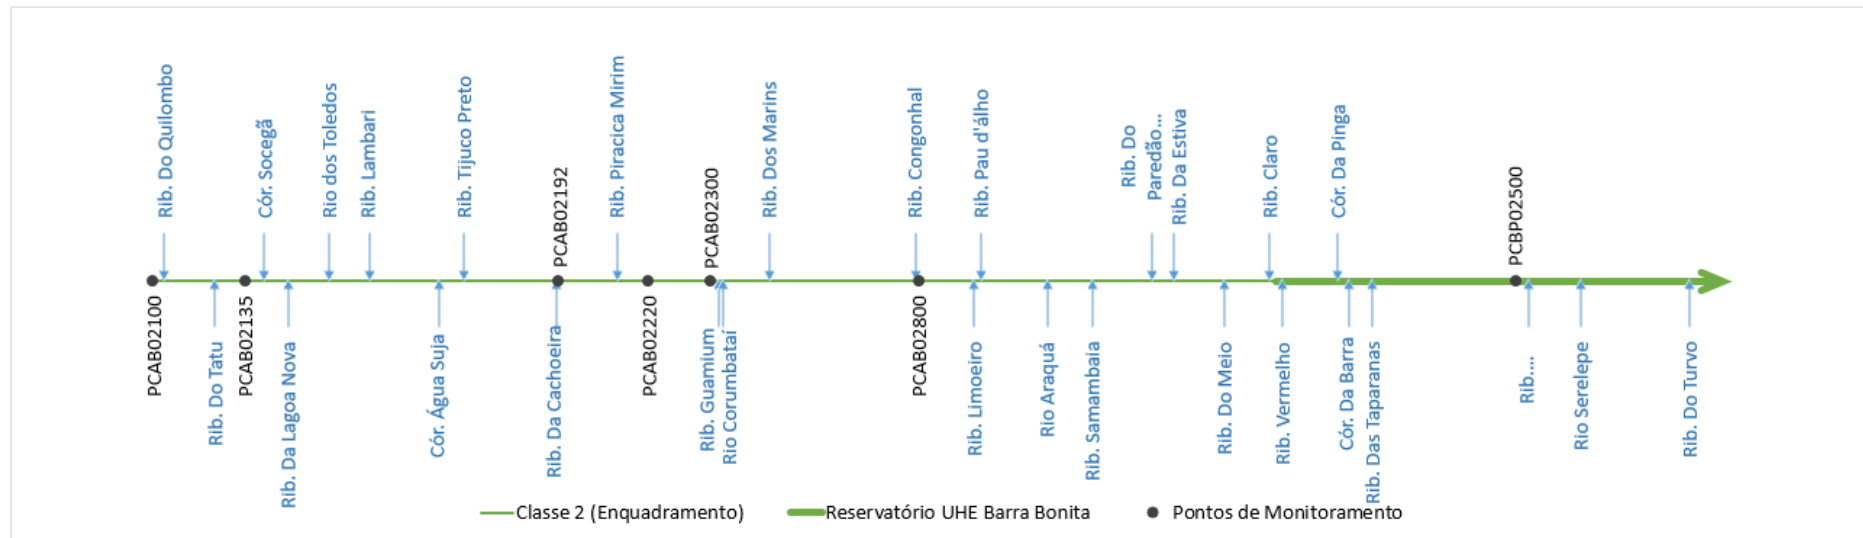 Rib. Do Quilombo
Cór. Socegã
Rio dos Toledos
Rib. Lambari
Rib. Tijuco Preto
PCAB02192
Rib. Piracica Mirim
PCAB02300
Rib. Dos Marins
Rib. Congonhal
Rib. Pau d'álho
Rib. Do
Paredão...
Rib. Da Estiva
Rib. Claro
Cór. Da Pinga
PCBP02500
PCAB02100
Rib. Do Tatu
PCAB02135
Rib. Da Lagoa Nova
Cór. Água Suja
Rib. Da Cachoeira
PCAB02220
Rib. Guamium
Rio Corumbataí
PCAB02800
Rib. Limoeiro
Rio Araquá
Rib. Samambaia
Rib. Do Meio
Rib. Vermelho
Cór. Da Barra
Rib. Das Taparanas
Rib....
Rio Serelepe
Rib. Do Turvo
Classe 2 (Enquadramento)
Reservatório UHE Barra Bonita
Pontos de Monitoramento